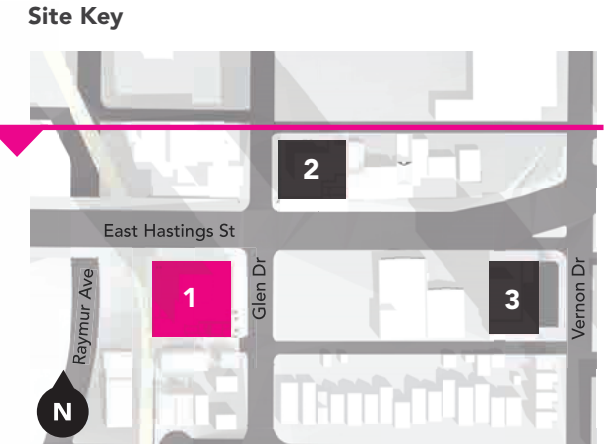 Site Key
2
East Hastings St
1
3
Raymur Ave
Glen Dr
Vernon Dr
N